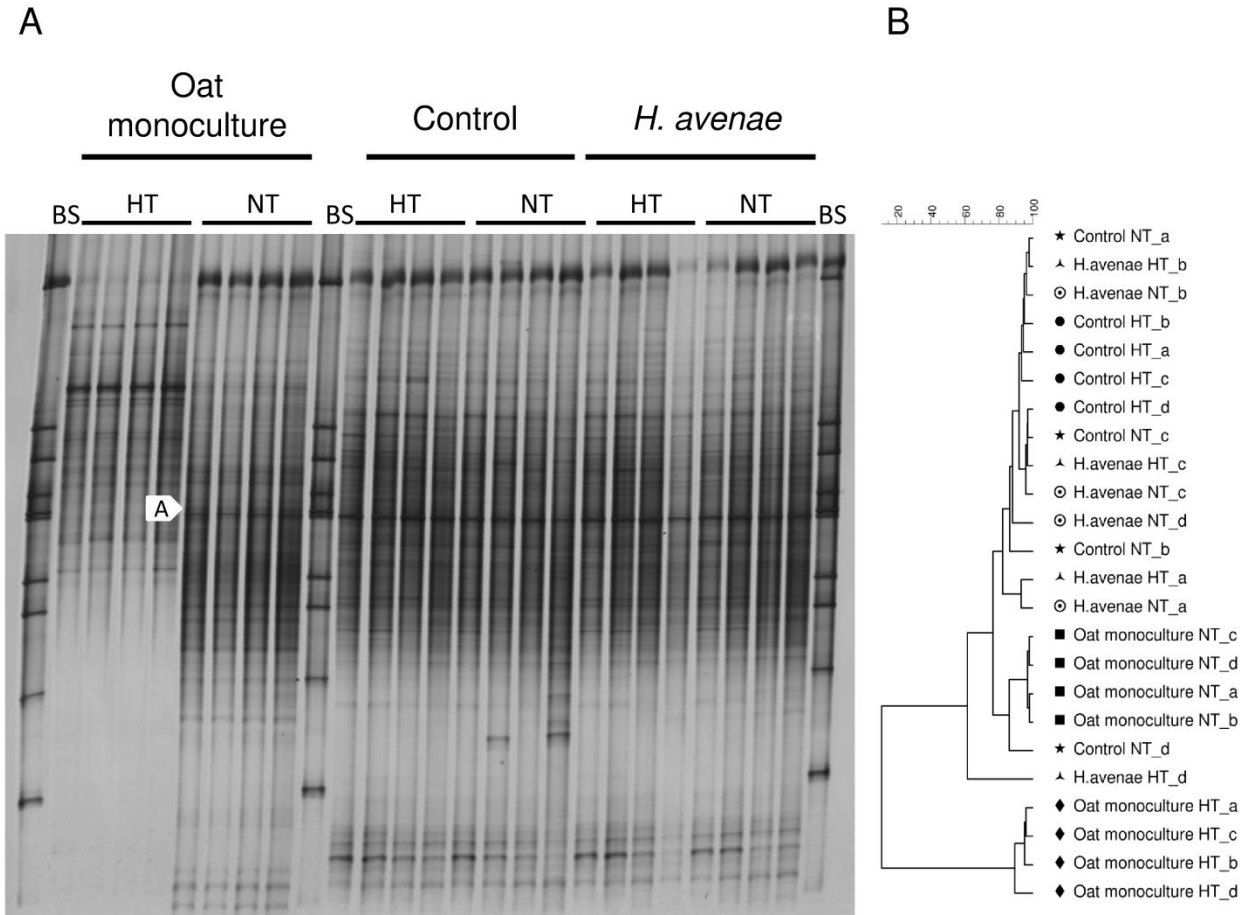 A
B
Oat
monoculture
Control
H. avenae
BS
HT
NT
BS
HT
NT
HT
NT
BS
A
20
40
60
80
100
Control NT_a
H.avenae HT_b
H.avenae NT_b
Control HT_b
Control HT_a
Control HT_c
Control HT_d
Control NT_c
H.avenae HT_c
H.avenae NT_c
H.avenae NT_d
Control NT_b
H.avenae HT_a
H.avenae NT_a
Oat monoculture NT_c
Oat monoculture NT_d
Oat monoculture NT_a
Oat monoculture NT_b
Control NT_d
H.avenae HT_d
Oat monoculture HT_a
Oat monoculture HT_c
Oat monoculture HT_b
Oat monoculture HT_d